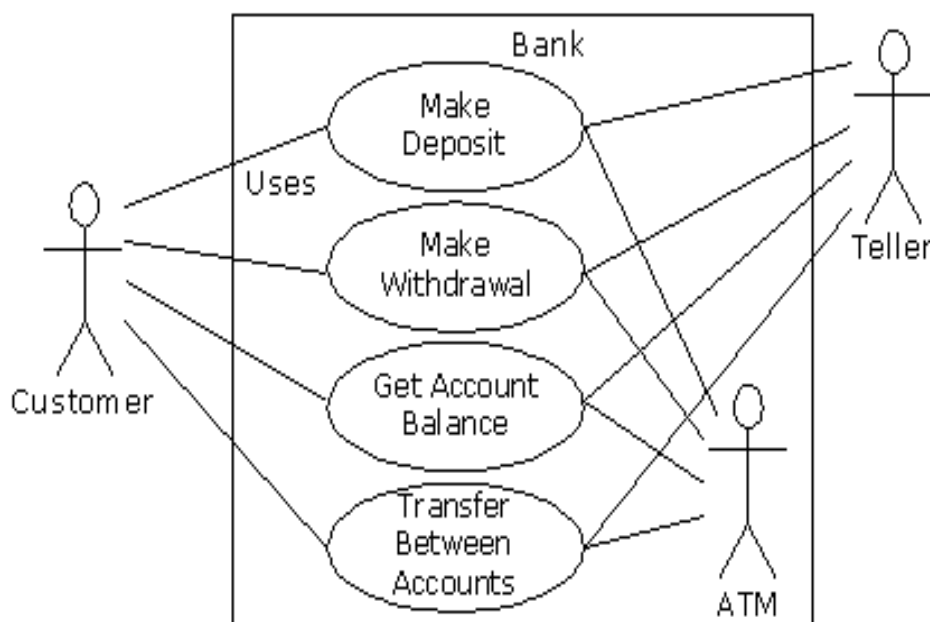 Bank
Make
Deposit
Uses
Make
Withdrawal
Teller
Get Account
Balance
Customer
Transfer
Between
Accounts
ATM